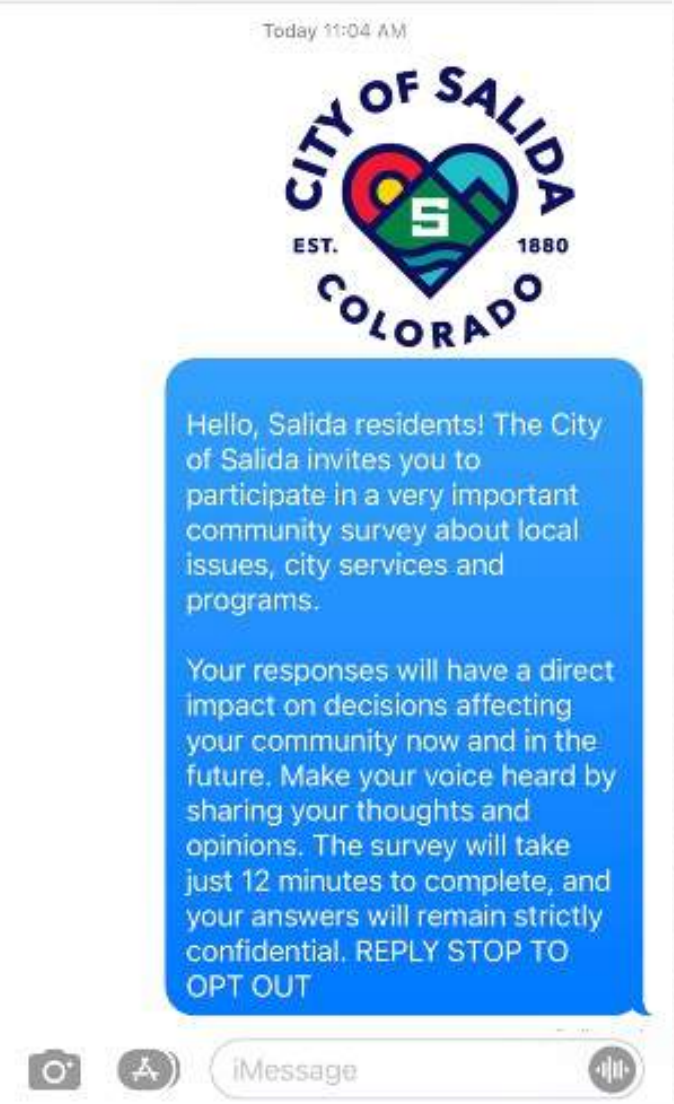 Today 11:04 AM
CITY OF SALIDA
S
EST. 1880
COLORADO
Hello, Salida residents! The City
of Salida invites you to
participate in a very important
community survey about local
issues, city services and
programs.
Your responses will have a direct
impact on decisions affecting
your community now and in the
future. Make your voice heard by
sharing your thoughts and
opinions. The survey will take
just 12 minutes to complete, and
your answers will remain strictly
confidential. REPLY STOP TO
OPT OUT
iMessage